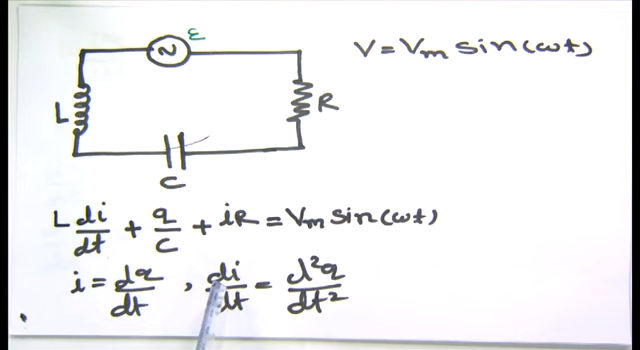 ε
V = Vm sin(ωt)
L
R
C
L di/dt + q/C + iR = Vm sin(ωt)
i = dq/dt , di/dt = d²q/dt²